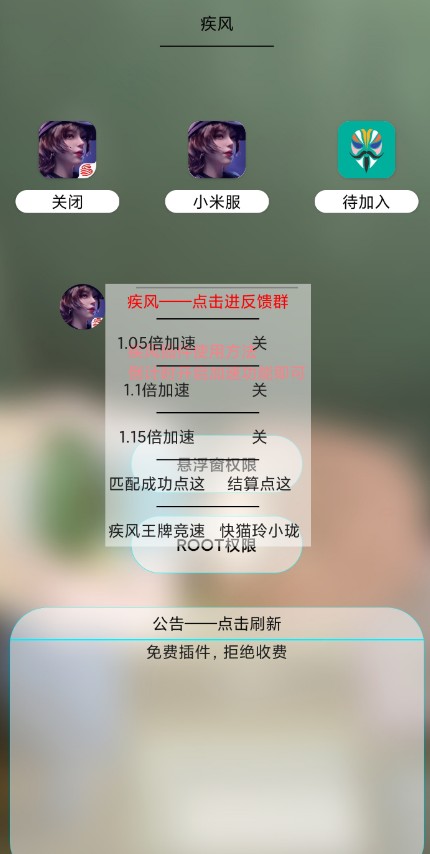 疾风
关闭 小米服 待加入
疾风——点击进反馈群
1.05倍加速 关
1.1倍加速 关
1.15倍加速 关
悬浮窗权限
匹配成功点这 结算点这
疾风王牌竞速 快猫玲小珑
ROOT权限
公告——点击刷新
免费插件，拒绝收费